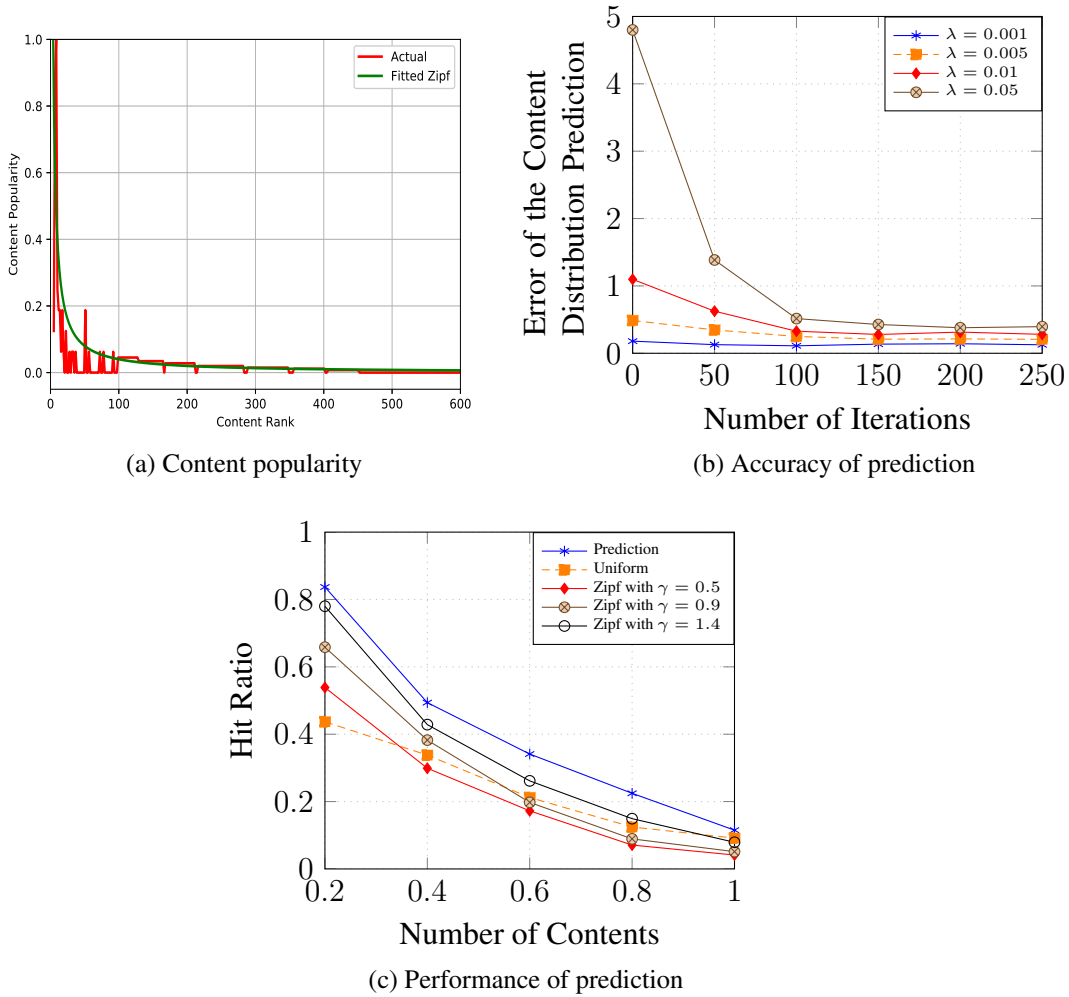 Actual
Fitted Zipf
Content Popularity
1.0
0.8
0.6
0.4
0.2
0.0
0 100 200 300 400 500 600
Content Rank
(a) Content popularity
λ = 0.001
λ = 0.005
λ = 0.01
λ = 0.05
Error of the Content
Distribution Prediction
5
4
3
2
1
0
0 50 100 150 200 250
Number of Iterations
(b) Accuracy of prediction
Prediction
Uniform
Zipf with γ = 0.5
Zipf with γ = 0.9
Zipf with γ = 1.4
Hit Ratio
1
0.8
0.6
0.4
0.2
0
0.2 0.4 0.6 0.8 1
Number of Contents
(c) Performance of prediction